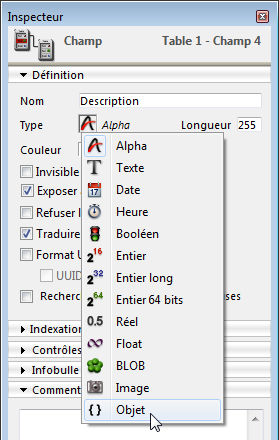 Inspecteur
Champ Table 1 - Champ 4
Définition
Nom Description
Type Alpha Longueur 255
Couleur
Alpha
Invisible
Texte
Exposer
17 Date
Refuser l
Heure
Traduire
Booléen
Format U
2 16 Entier
UUID
2 32 Entier long
Recherc
2 64 Entier 64 bits
ses
0.5 Réel
Indexation
Float
Contrôles
BLOB
Infobulle
Image
Comment
{ } Objet